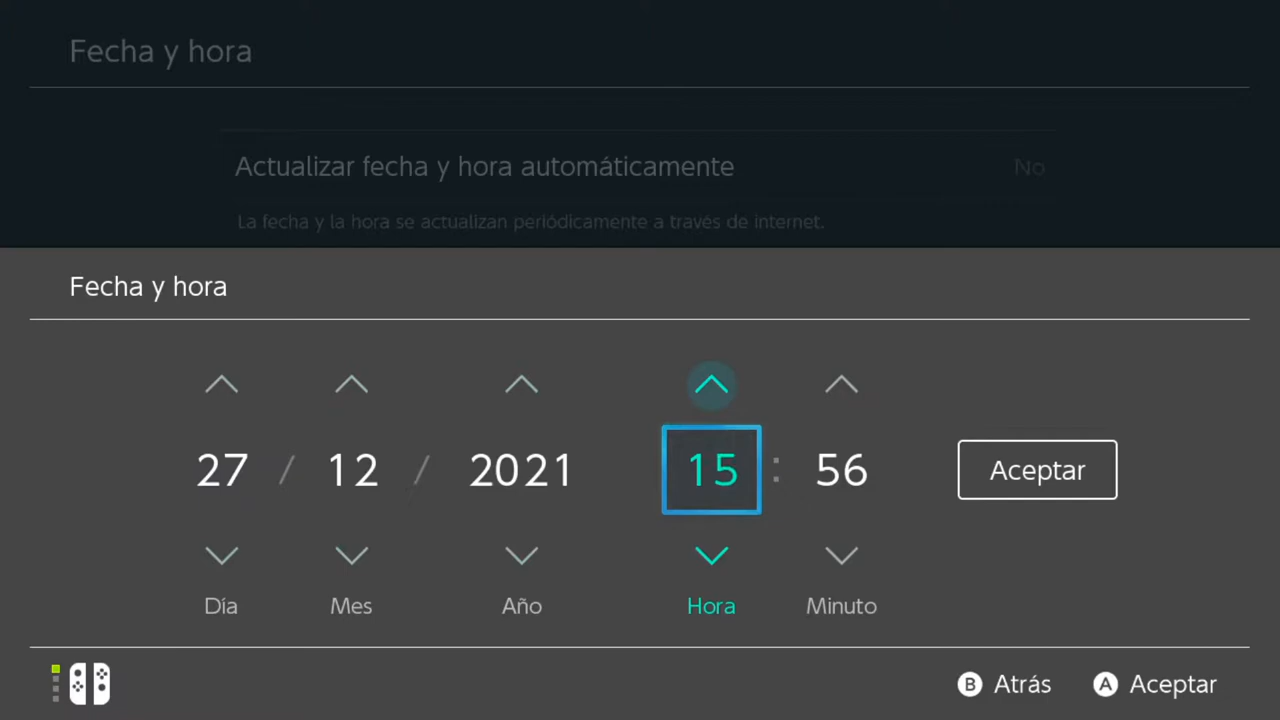 Fecha y hora
Actualizar fecha y hora automáticamente No
La fecha y la hora se actualizan periódicamente a través de internet.
Fecha y hora
27 / 12 / 2021 15 : 56 Aceptar
Día Mes Año Hora Minuto
B Atrás A Aceptar